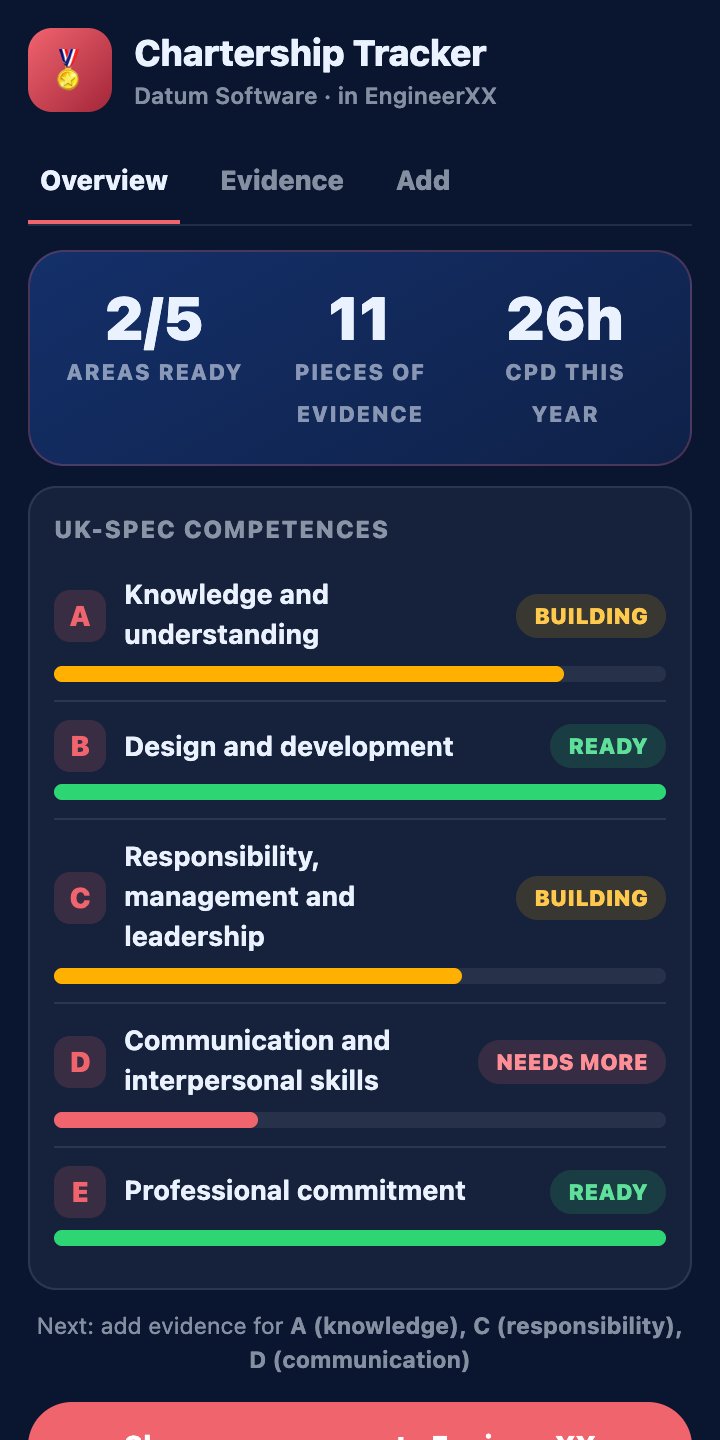 Chartership Tracker
Datum Software · in EngineerXX
Overview Evidence Add
2/5 11 26h
AREAS READY PIECES OF CPD THIS
EVIDENCE YEAR
UK-SPEC COMPETENCES
A Knowledge and
understanding BUILDING
B Design and development READY
C Responsibility,
management and
leadership BUILDING
D Communication and
interpersonal skills NEEDS MORE
E Professional commitment READY
Next: add evidence for A (knowledge), C (responsibility),
D (communication)